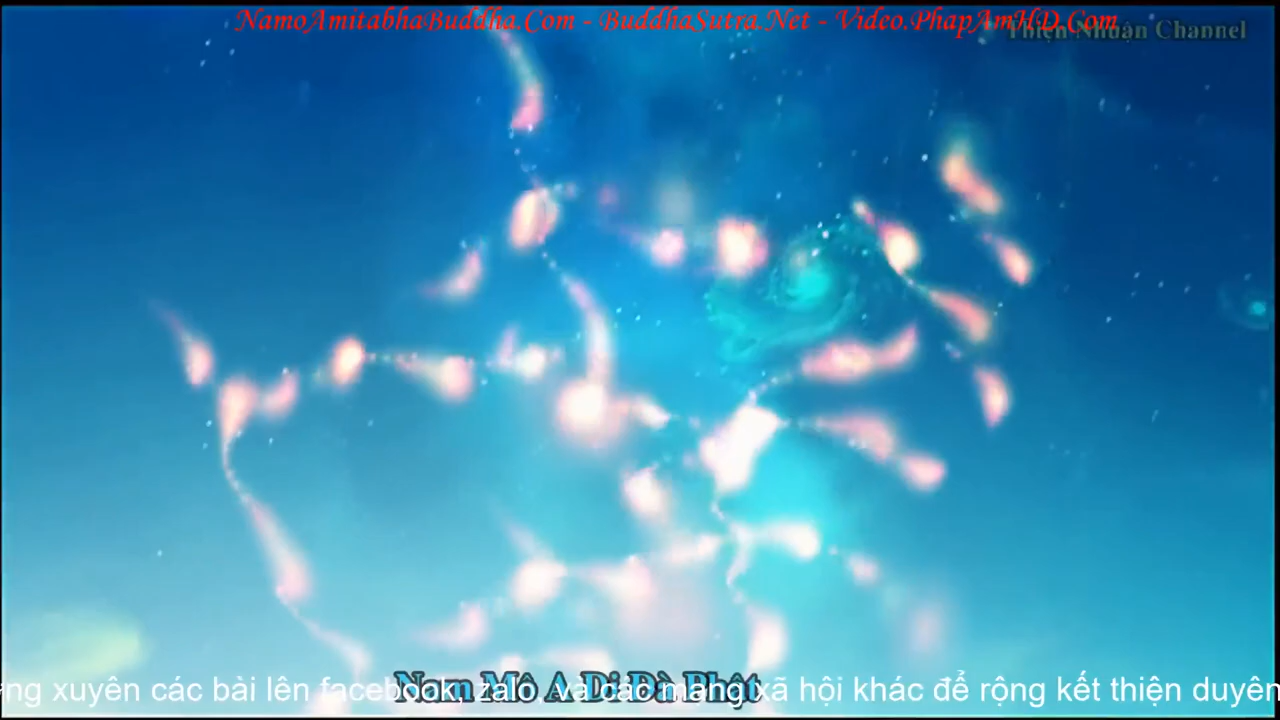 NamoAmitabhaBuddha.Com - BuddhaSutra.Net - Video.PhapAmHD.Com
Thiện Nhuận Channel
Nam Mô A Di Đà Phật
ng xuyên các bài lên facebook, zalo và các mạng xã hội khác để rộng kết thiện duyên